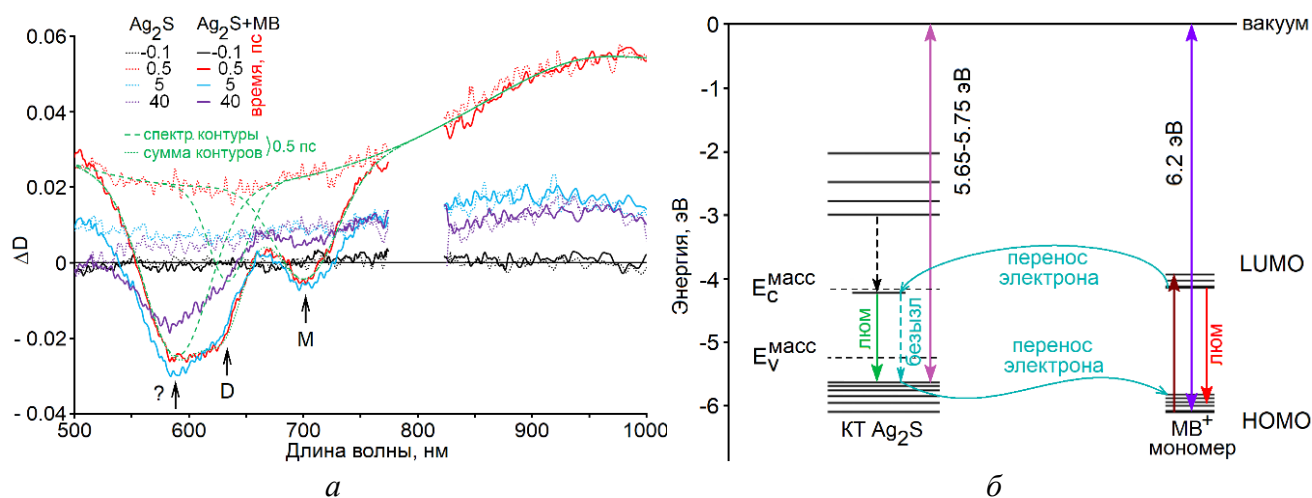 Ag2S Ag2S+MB
-0.1 -0.1
0.5 0.5
5 5
40 40
время, пс
спектр. контуры
сумма контуров
0.5 пс
0.06
0.04
0.02
0
-0.02
-0.04
ΔD
?
D
M
500 600 700 800 900 1000
Длина волны, нм
а
0
-1
-2
-3
-4
-5
-6
Энергия, эВ
вакуум
5.65-5.75 эВ
6.2 эВ
Ecмасс
Evмасс
люм
безызл
перенос
электрона
перенос
электрона
люм
LUMO
HOMO
КТ Ag2S
MB+
мономер
б